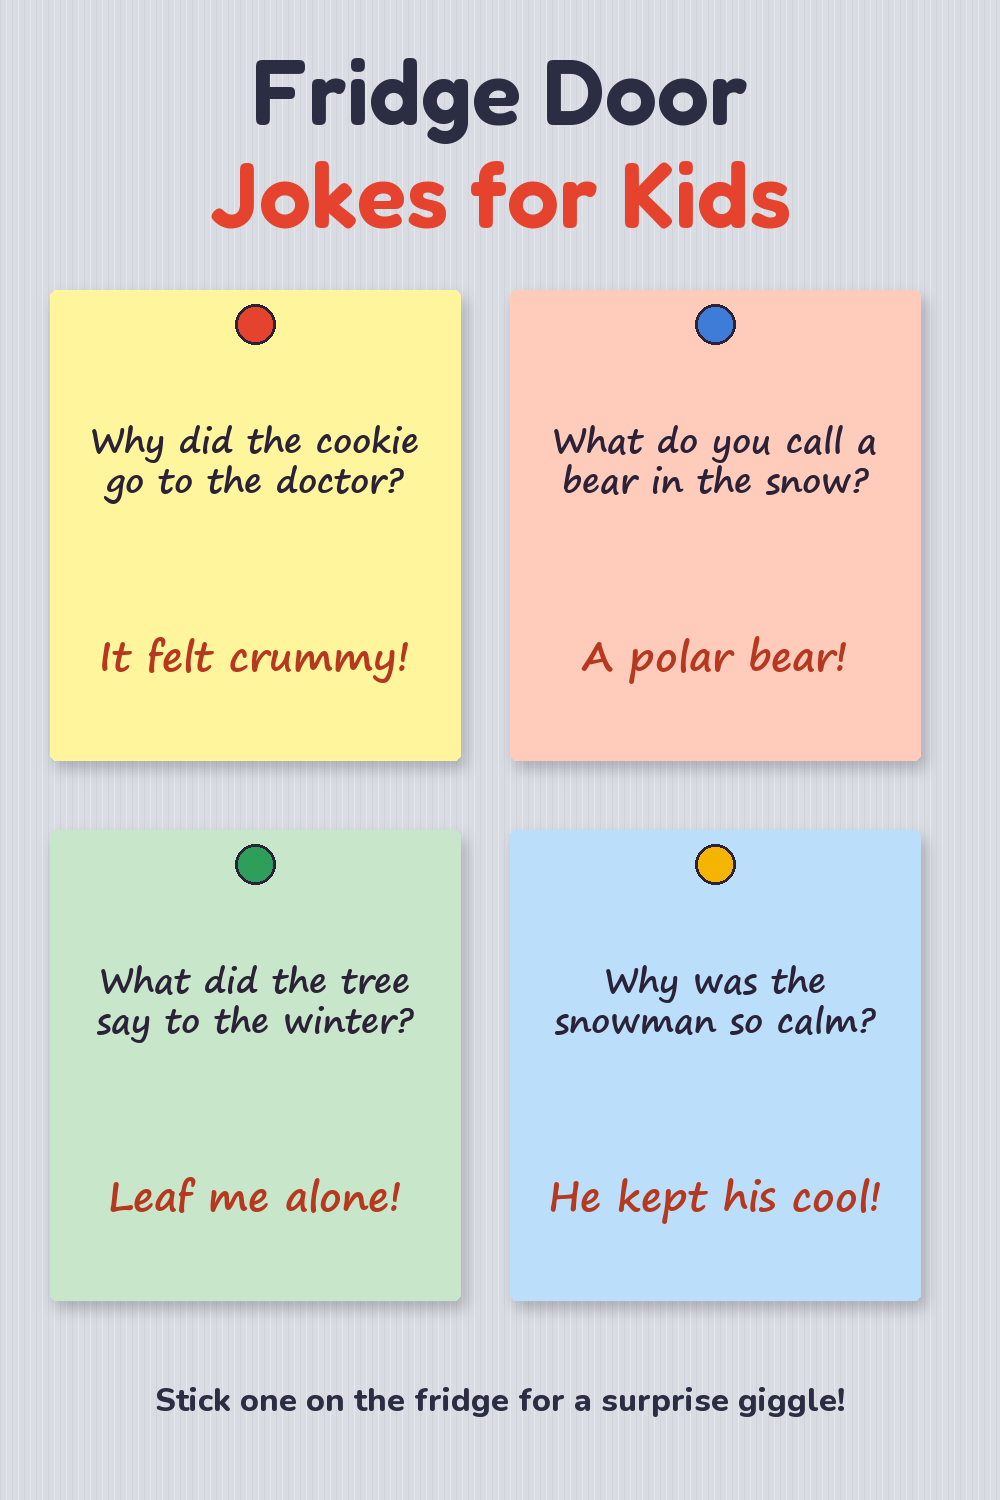 Fridge Door
Jokes for Kids
Why did the cookie
go to the doctor?
It felt crummy!
What do you call a
bear in the snow?
A polar bear!
What did the tree
say to the winter?
Leaf me alone!
Why was the
snowman so calm?
He kept his cool!
Stick one on the fridge for a surprise giggle!